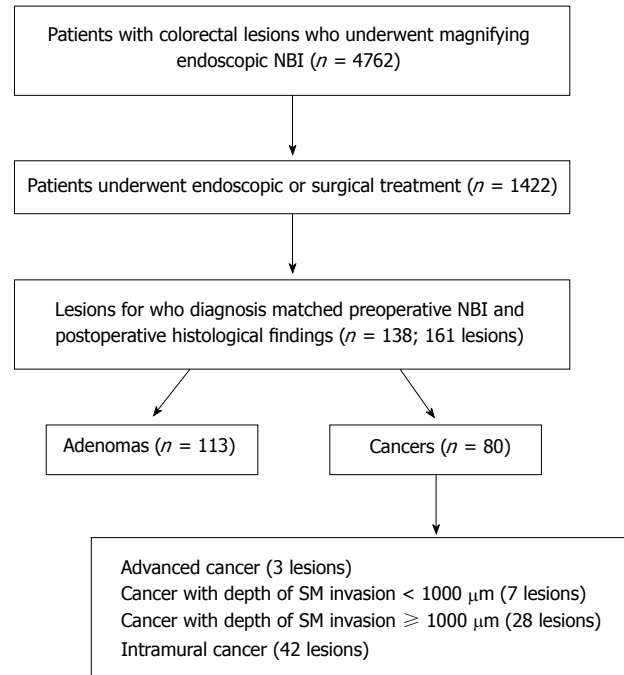 Patients with colorectal lesions who underwent magnifying
endoscopic NBI (n = 4762)
Patients underwent endoscopic or surgical treatment (n = 1422)
Lesions for who diagnosis matched preoperative NBI and
postoperative histological findings (n = 138; 161 lesions)
Adenomas (n = 113)
Cancers (n = 80)
Advanced cancer (3 lesions)
Cancer with depth of SM invasion < 1000 μm (7 lesions)
Cancer with depth of SM invasion ⩾ 1000 μm (28 lesions)
Intramural cancer (42 lesions)